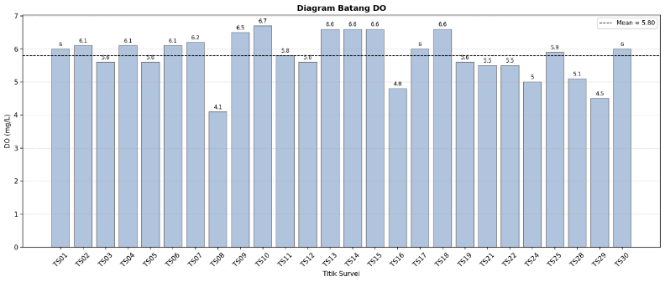 Diagram Batang DO
Mean = 5.80
DO (mg/L)
7
6
5
4
3
2
1
0
6
6.1
5.6
6.1
5.6
6.1
6.2
4.1
6.5
6.7
5.8
5.6
6.6
6.6
6.6
4.8
6
6.6
5.6
5.5
5.5
5
5.9
5.1
4.5
6
TS01
TS02
TS03
TS04
TS05
TS06
TS07
TS08
TS09
TS10
TS11
TS12
TS13
TS14
TS15
TS16
TS17
TS18
TS19
TS21
TS22
TS24
TS25
TS28
TS29
TS30
Titik Survei